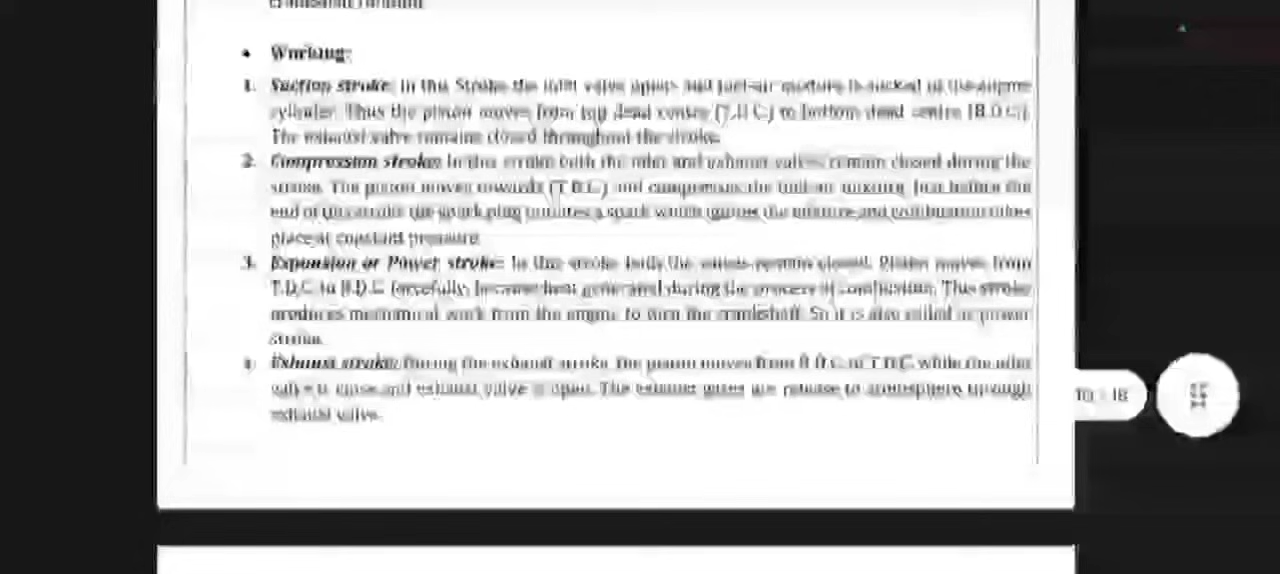 • Working:
1. Suction stroke: In this Stroke the inlet valve opens and fuel-air mixture is sucked in the engine
cylinder. Thus the piston moves from top dead centre (T.D.C.) to bottom dead centre (B.D.C.).
The exhaust valve remains closed throughout the stroke.
2. Compression stroke: In this stroke both the inlet and exhaust valves remain closed during the
stroke. The piston moves towards (T.D.C.) and compresses the fuel-air mixture. Just before the
end of the stroke the spark plug initiates a spark which ignites the mixture and combustion takes
place at constant pressure.
3. Expansion or Power stroke: In this stroke both the valves remain closed. Piston moves from
T.D.C. to B.D.C. forcefully, because heat generated during the process of combustion. This stroke
produces mechanical work from the engine to turn the crankshaft. So it is also called as power
stroke.
4. Exhaust stroke: During the exhaust stroke, the piston moves from B.D.C. to T.D.C. while the inlet
valve is close and exhaust valve is open. The exhaust gases are release to atmosphere through
exhaust valve.